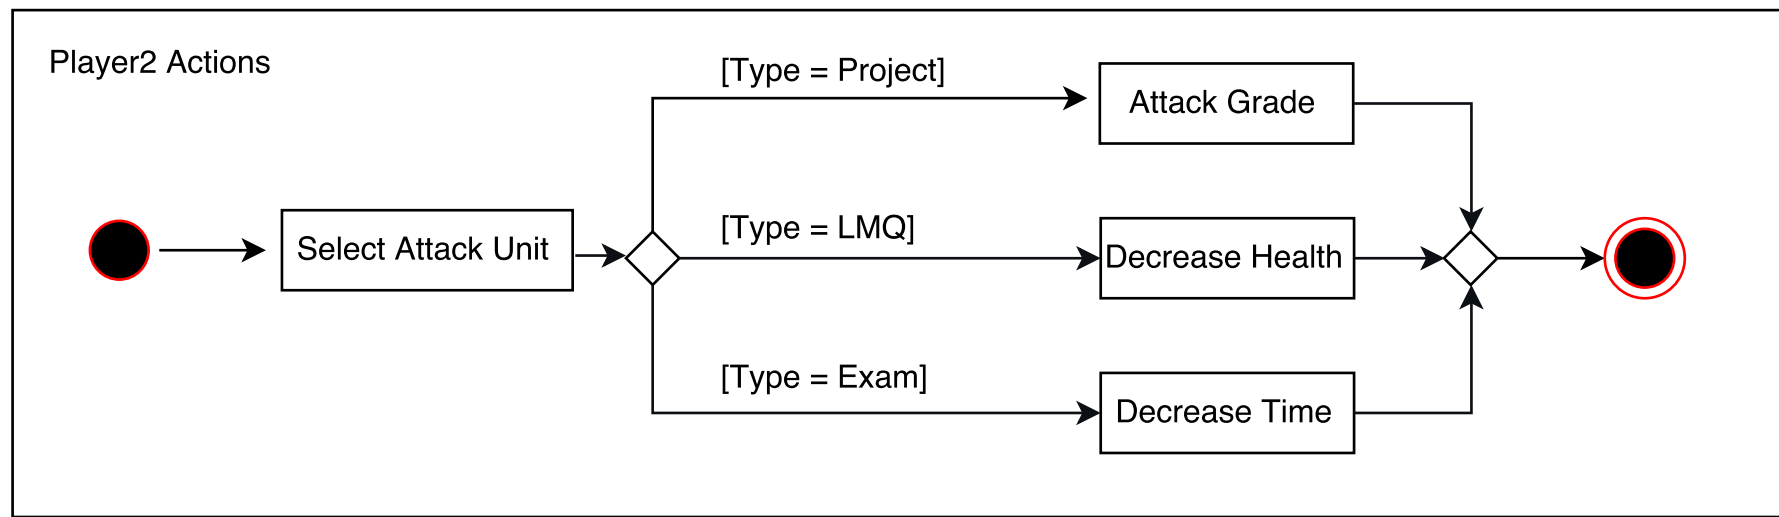 Player2 Actions
[Type = Project]
Attack Grade
Select Attack Unit
[Type = LMQ]
Decrease Health
[Type = Exam]
Decrease Time